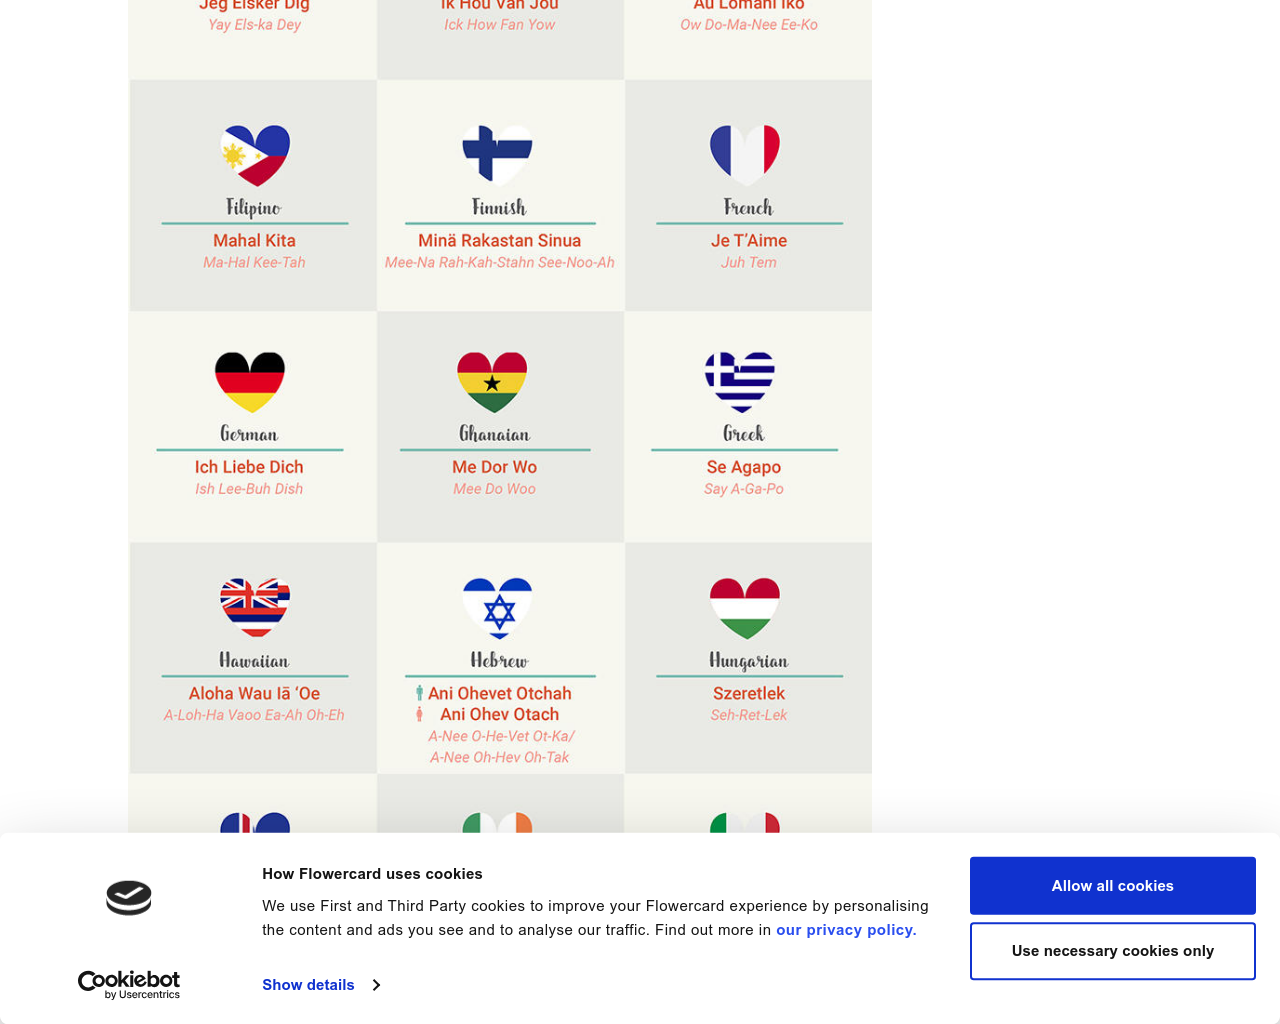 Jeg Elsker Dig
Yay Els-ka Dey
Ik Hou Van Jou
Ick How Fan Yow
Au Lomani Iko
Ow Do-Ma-Nee Ee-Ko
Filipino
Mahal Kita
Ma-Hal Kee-Tah
Finnish
Minä Rakastan Sinua
Mee-Na Rah-Kah-Stahn See-Noo-Ah
French
Je T’Aime
Juh Tem
German
Ich Liebe Dich
Ish Lee-Buh Dish
Ghanaian
Me Dor Wo
Mee Do Woo
Greek
Se Agapo
Say A-Ga-Po
Hawaiian
Aloha Wau Iā ‘Oe
A-Loh-Ha Vaoo Ea-Ah Oh-Eh
Hebrew
Ani Ohevet Otchah
Ani Ohev Otach
A-Nee O-He-Vet Ot-Ka/
A-Nee Oh-Hev Oh-Tak
Hungarian
Szeretlek
Seh-Ret-Lek
How Flowercard uses cookies
We use First and Third Party cookies to improve your Flowercard experience by personalising
the content and ads you see and to analyse our traffic. Find out more in our privacy policy.
Show details
Cookiebot
by Usercentrics
Allow all cookies
Use necessary cookies only